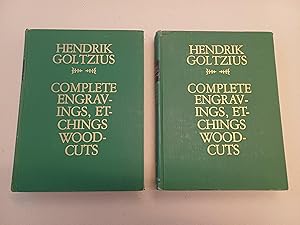 HENDRIK
GOLTZIUS
COMPLETE
ENGRAV-
INGS, ET-
CHINGS
WOOD-
CUTS
HENDRIK
GOLTZIUS
COMPLETE
ENGRAV-
INGS, ET-
CHINGS
WOOD-
CUTS